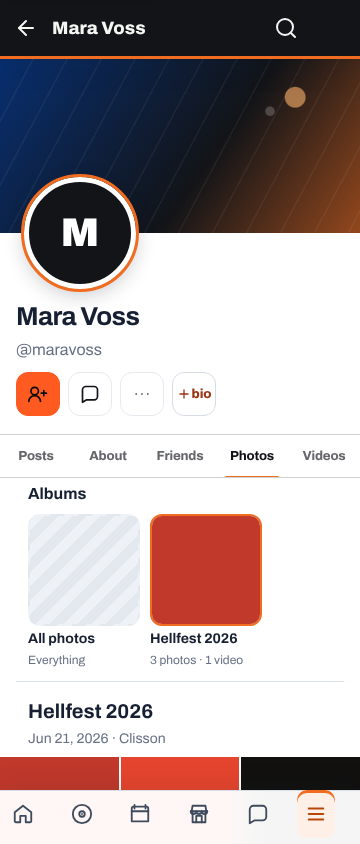 Mara Voss
M
Mara Voss
@maravoss
···
+bio
Posts About Friends Photos Videos
Albums
All photos
Everything
Hellfest 2026
3 photos · 1 video
Hellfest 2026
Jun 21, 2026 · Clisson